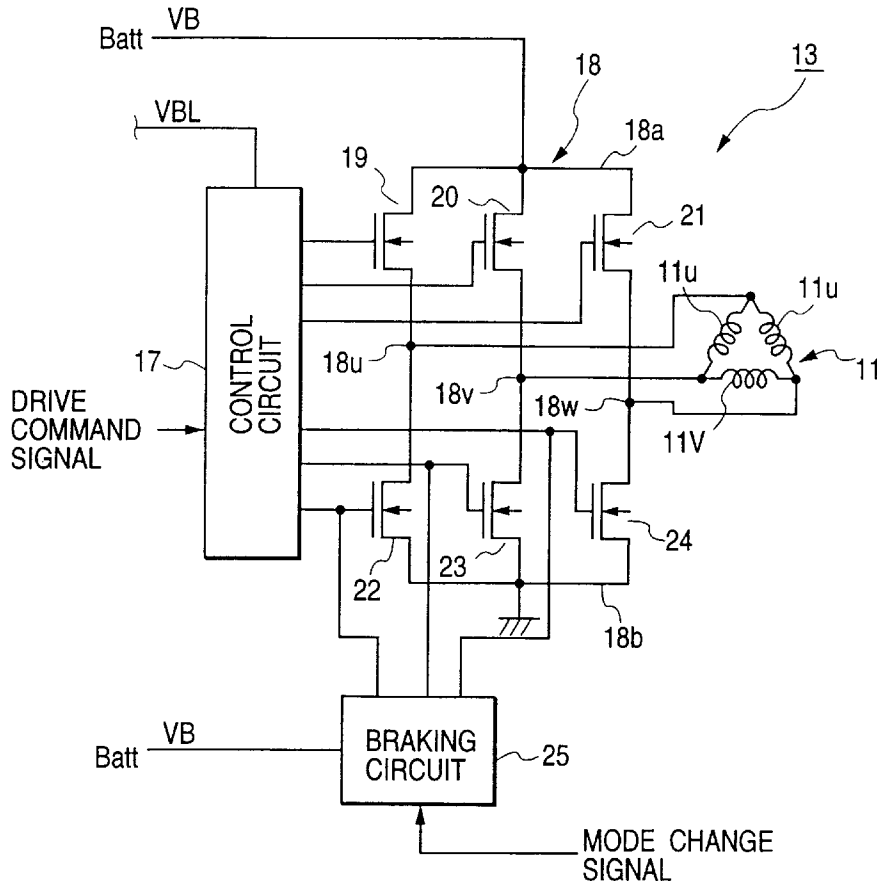 VB
Batt
13
18
VBL
18a
19
20
21
11u
11u
17
CONTROL
CIRCUIT
18u
11
18v
18w
11V
DRIVE
COMMAND
SIGNAL
24
22
23
18b
VB
Batt
BRAKING
CIRCUIT
25
MODE CHANGE
SIGNAL